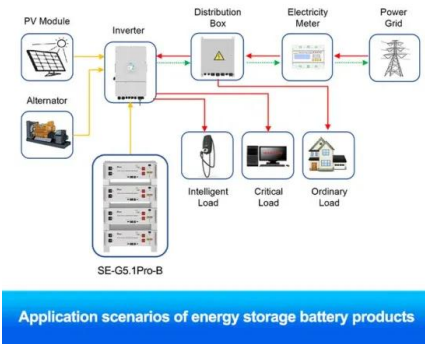 PV Module
Inverter
Distribution
Box
Electricity
Meter
Power
Grid
Alternator
Intelligent
Load
Critical
Load
Ordinary
Load
SE-G5.1Pro-B
Application scenarios of energy storage battery products